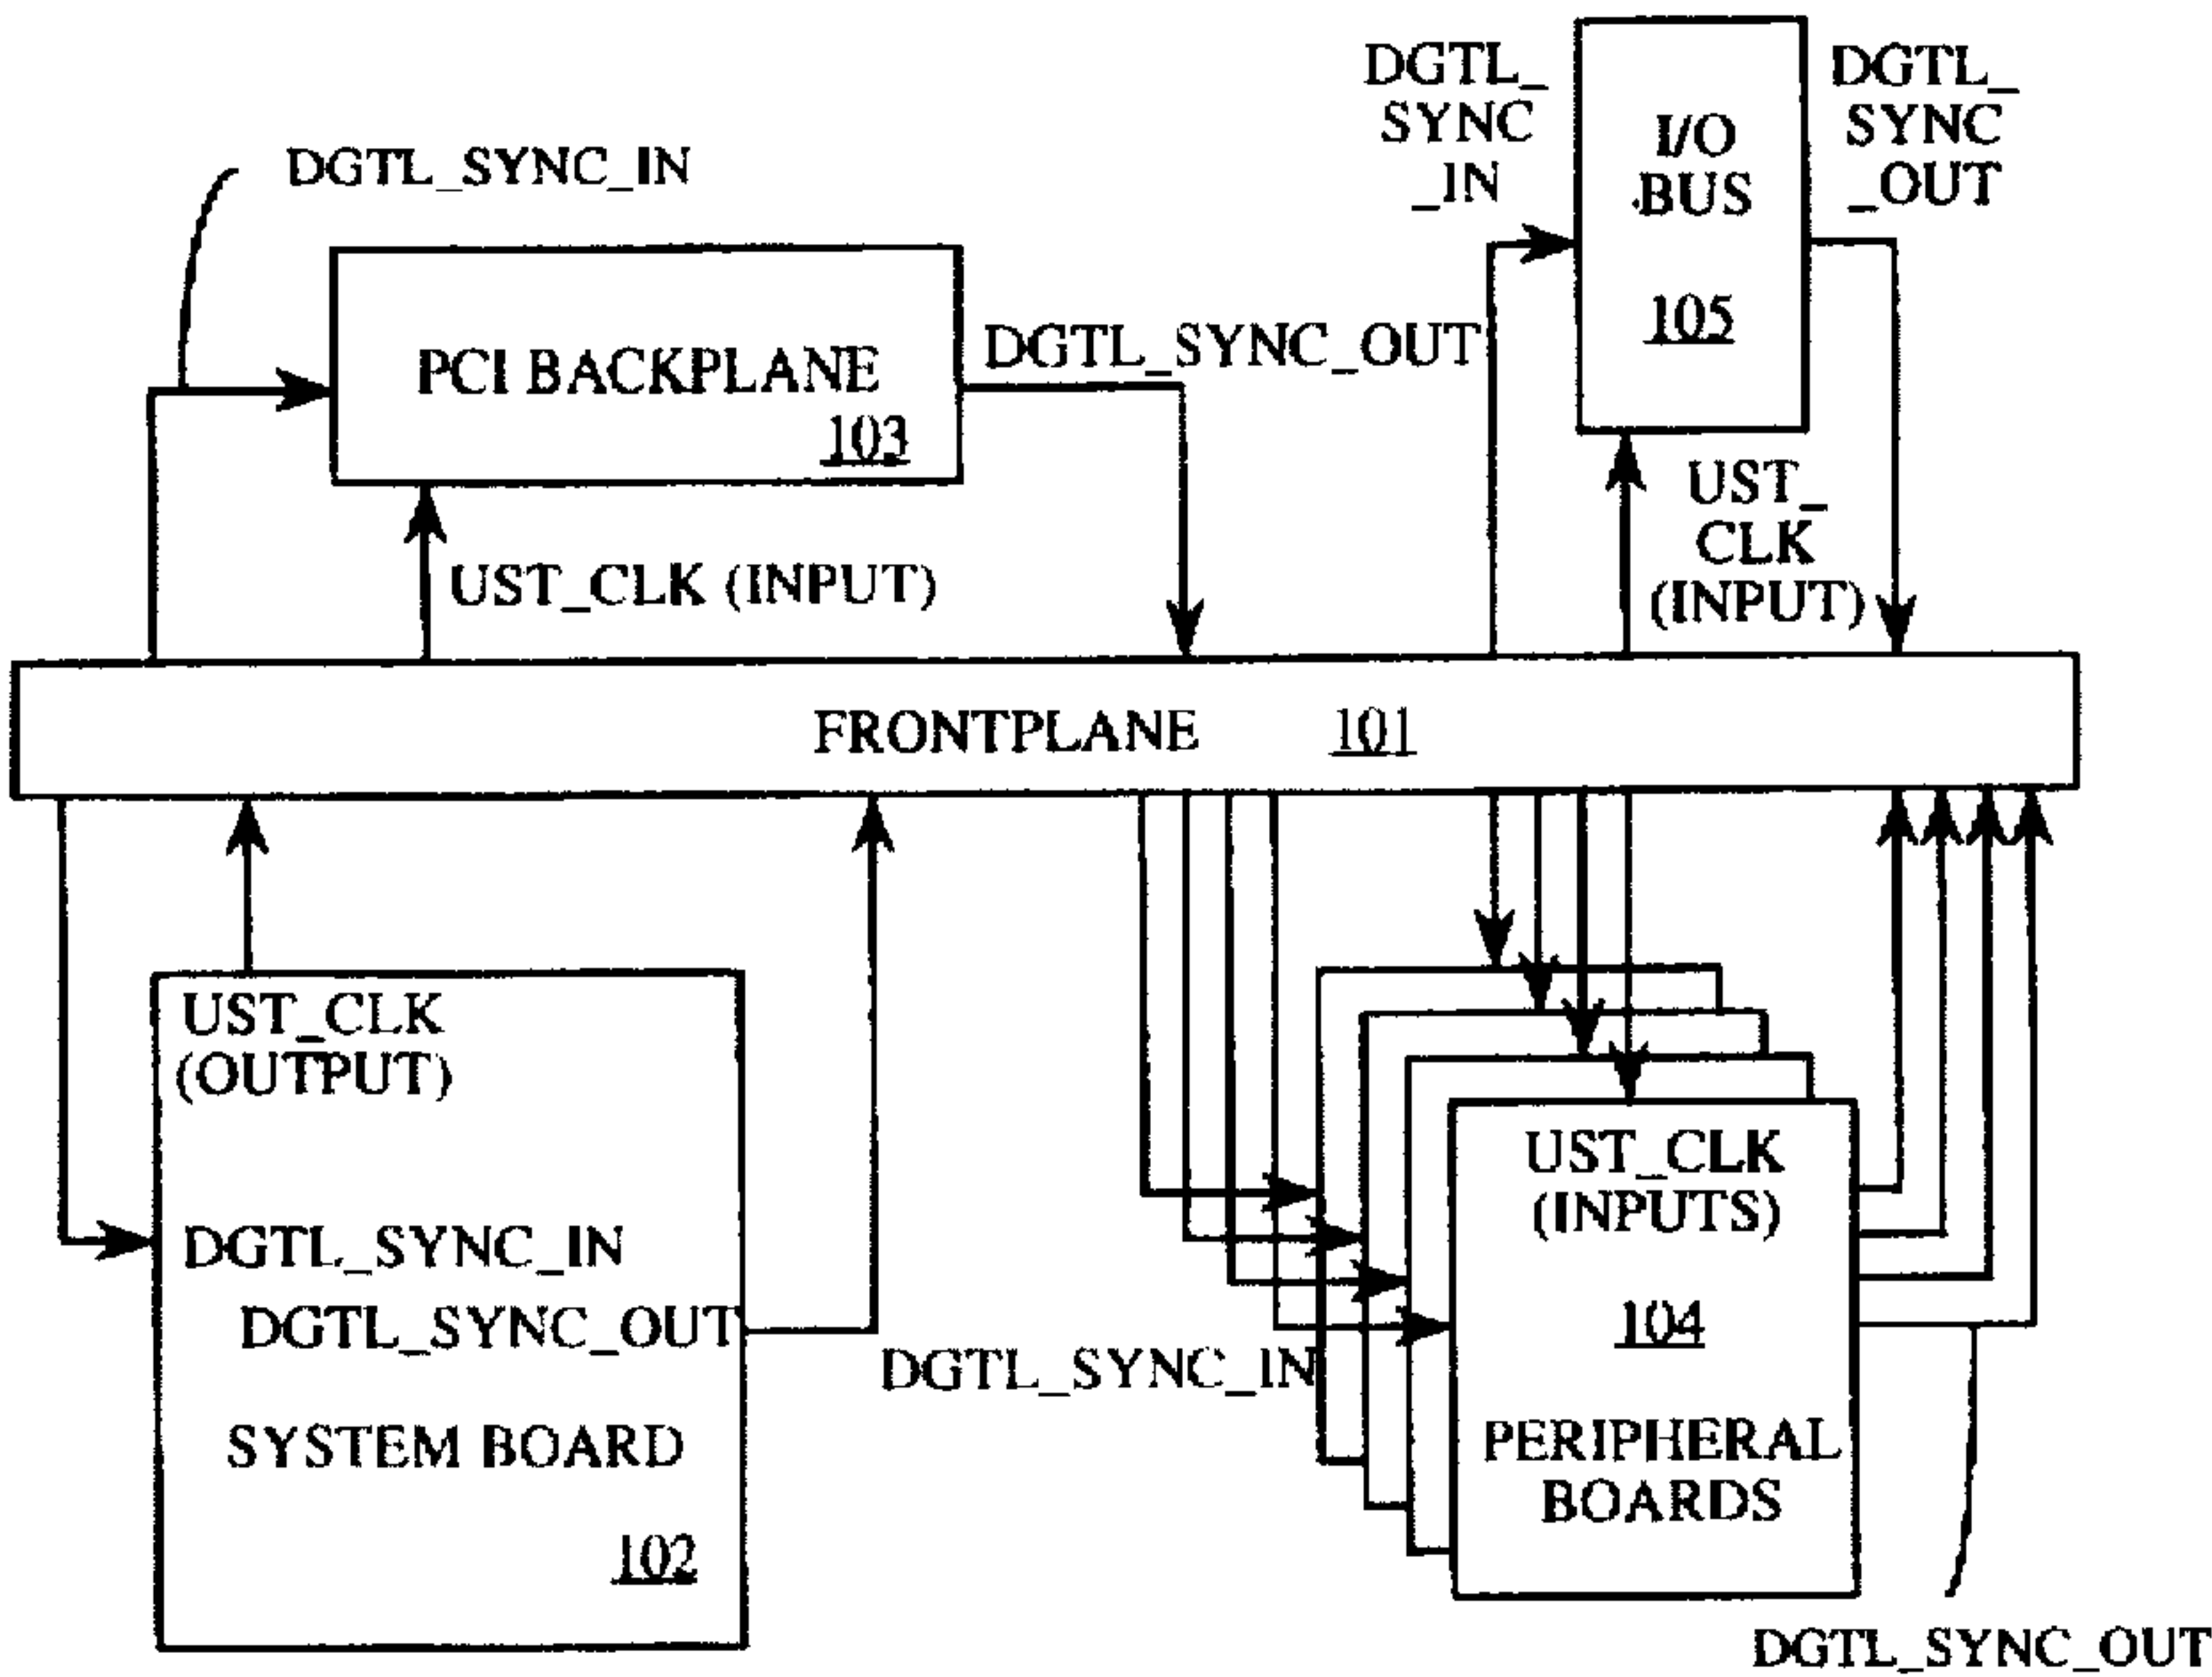 DGTL_SYNC_IN
PCI BACKPLANE
103
DGTL_SYNC_OUT
UST_CLK (INPUT)
DGTL_
SYNC
_IN
I/O
BUS
105
DGTL_
SYNC
_OUT
UST_
CLK
(INPUT)
FRONTPLANE 101
UST_CLK
(OUTPUT)
DGTL_SYNC_IN
DGTL_SYNC_OUT
SYSTEM BOARD
102
DGTL_SYNC_IN
UST_CLK
(INPUTS)
104
PERIPHERAL
BOARDS
DGTL_SYNC_OUT